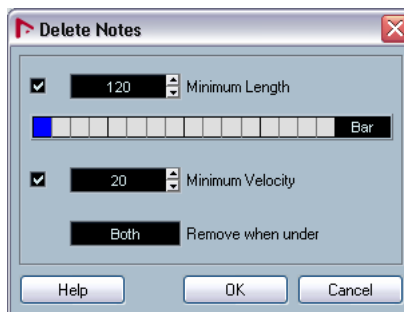 Delete Notes
120 Minimum Length
Bar
20 Minimum Velocity
Both Remove when under
Help OK Cancel